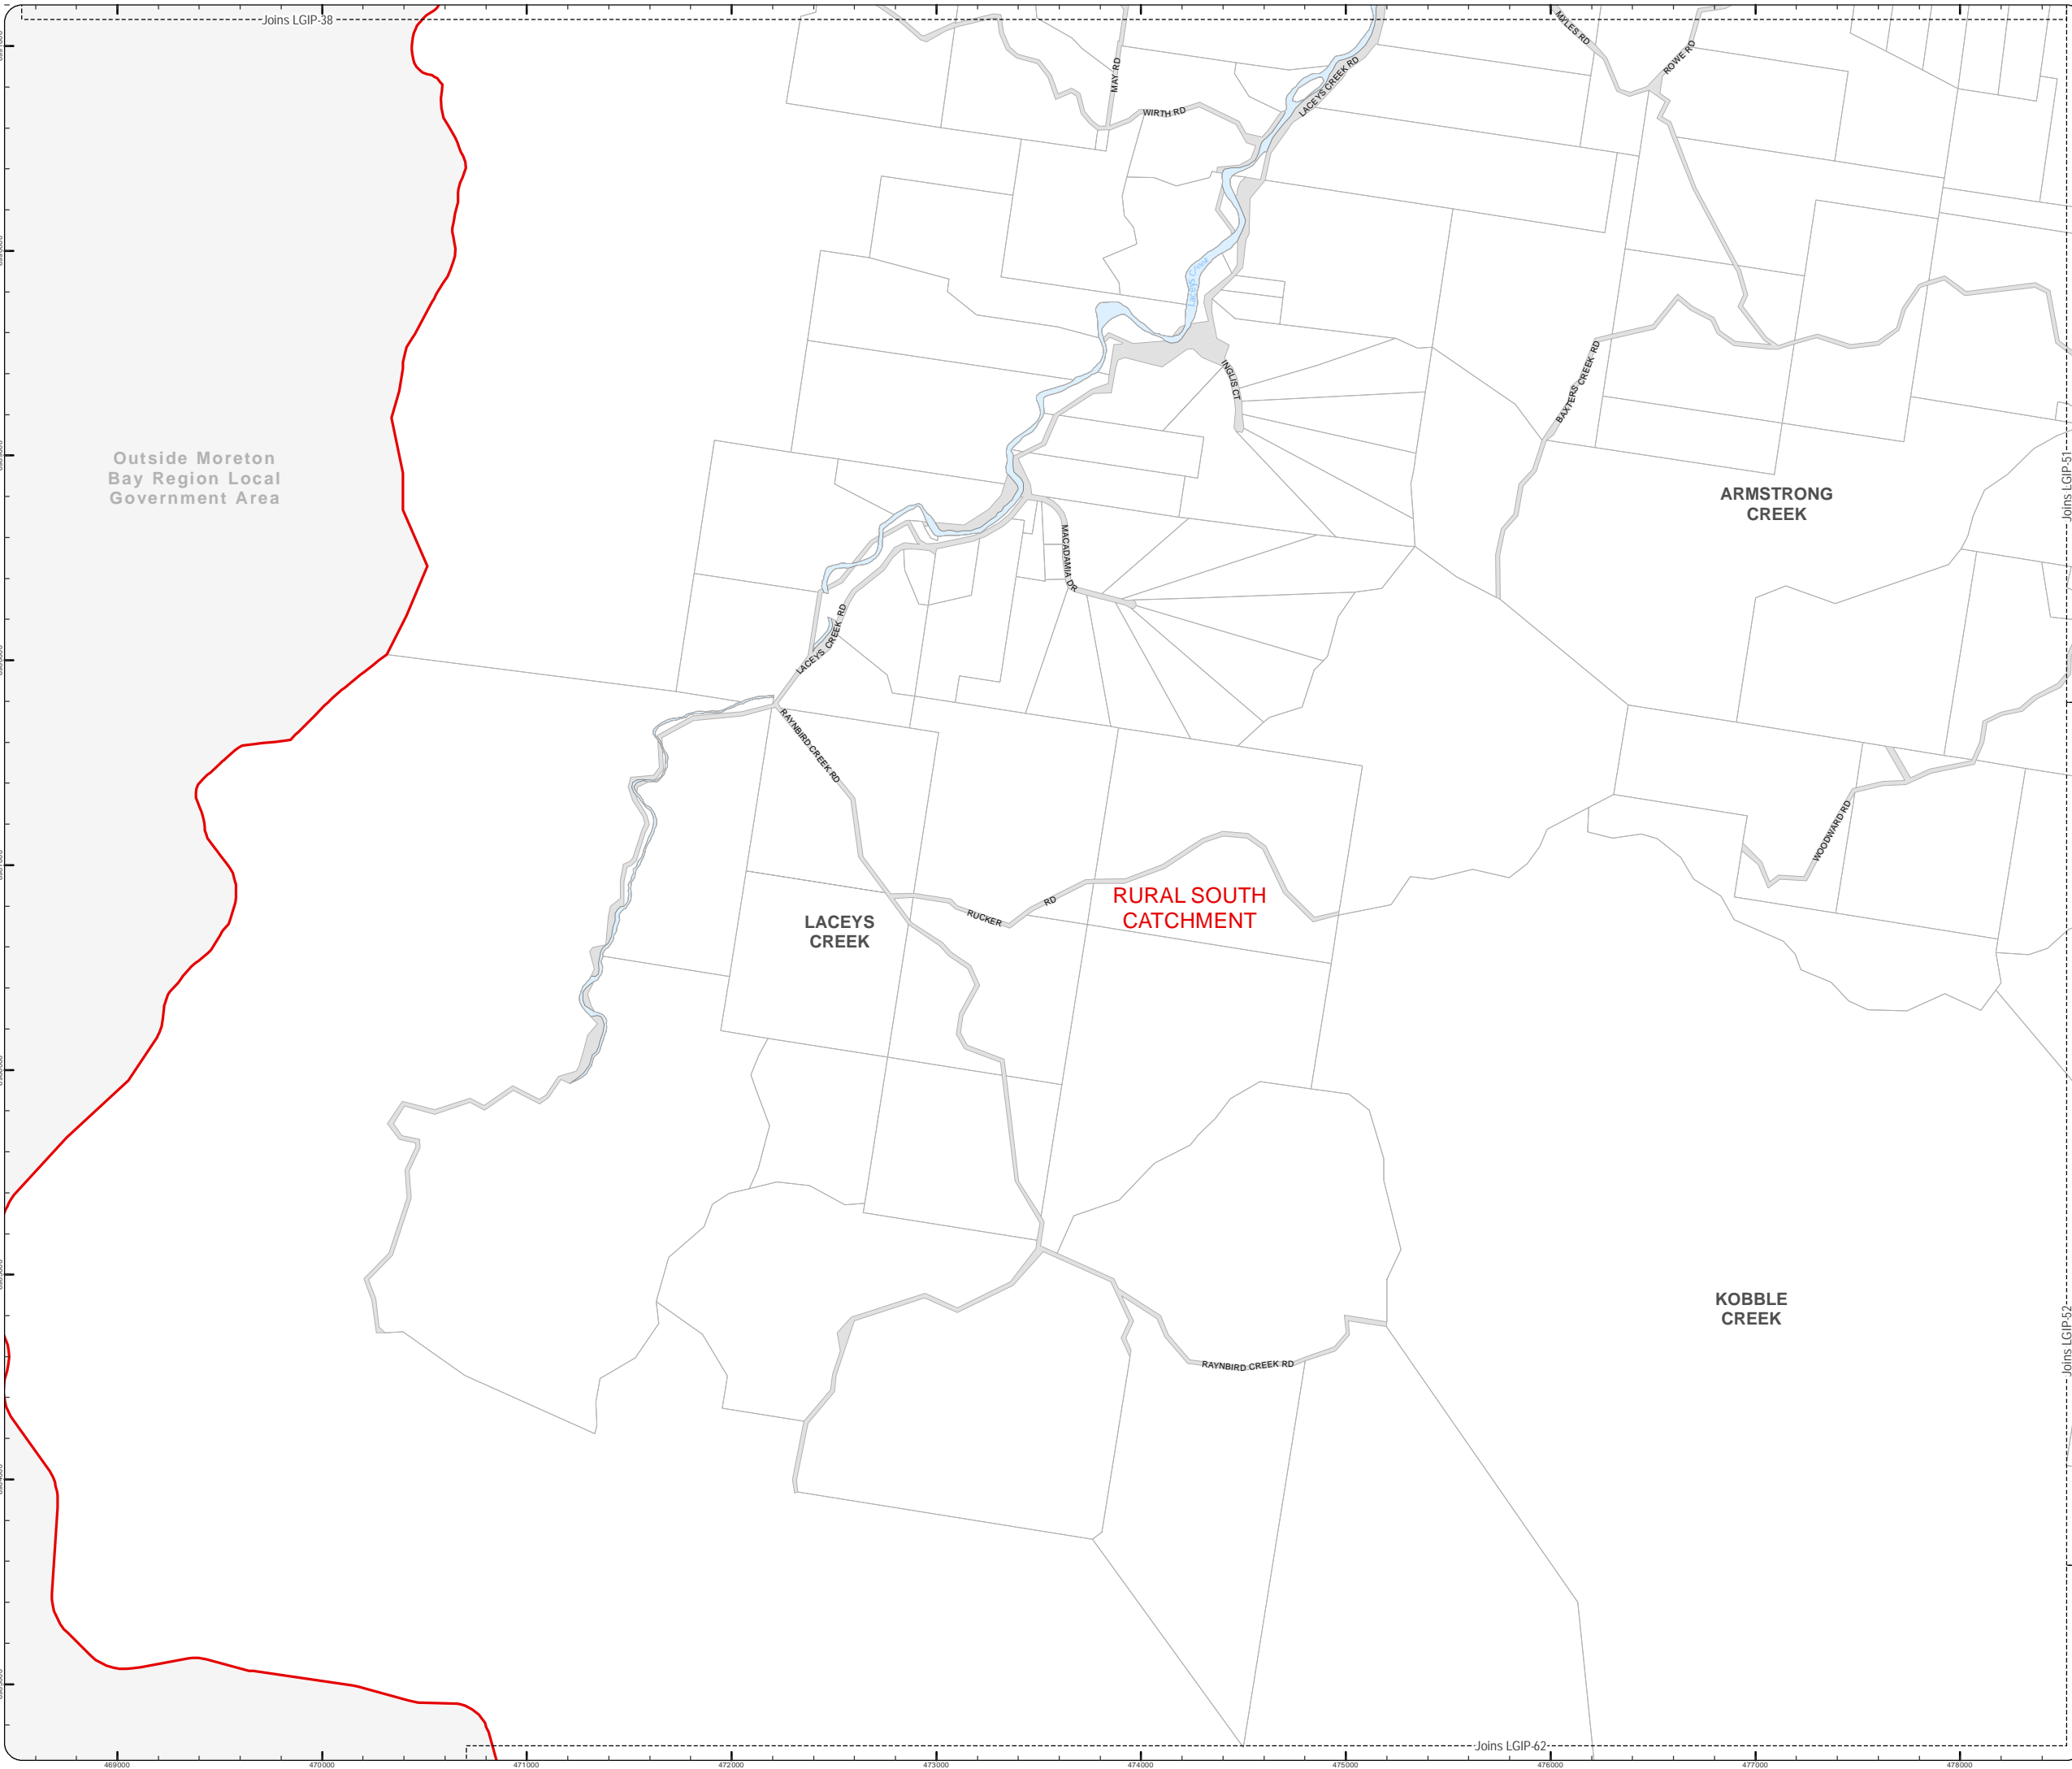 Joins LGIP-38
MYLES RD
ROWE RD
MAY RD
LACEYS CREEK RD
WIRTH RD
INGLIS CT
BAXTERS CREEK RD
Outside Moreton
Bay Region Local
Government Area
ARMSTRONG
CREEK
Joins LGIP-51
MACADAMIA DR
LACEYS CREEK RD
RAYNBIRD CREEK RD
WOODWARD RD
RURAL SOUTH
CATCHMENT
RUCKER RD
LACEYS
CREEK
KOBBLE
CREEK
Joins LGIP-52
RAYNBIRD CREEK RD
Joins LGIP-62
469000 470000 471000 472000 473000 474000 475000 476000 477000 478000